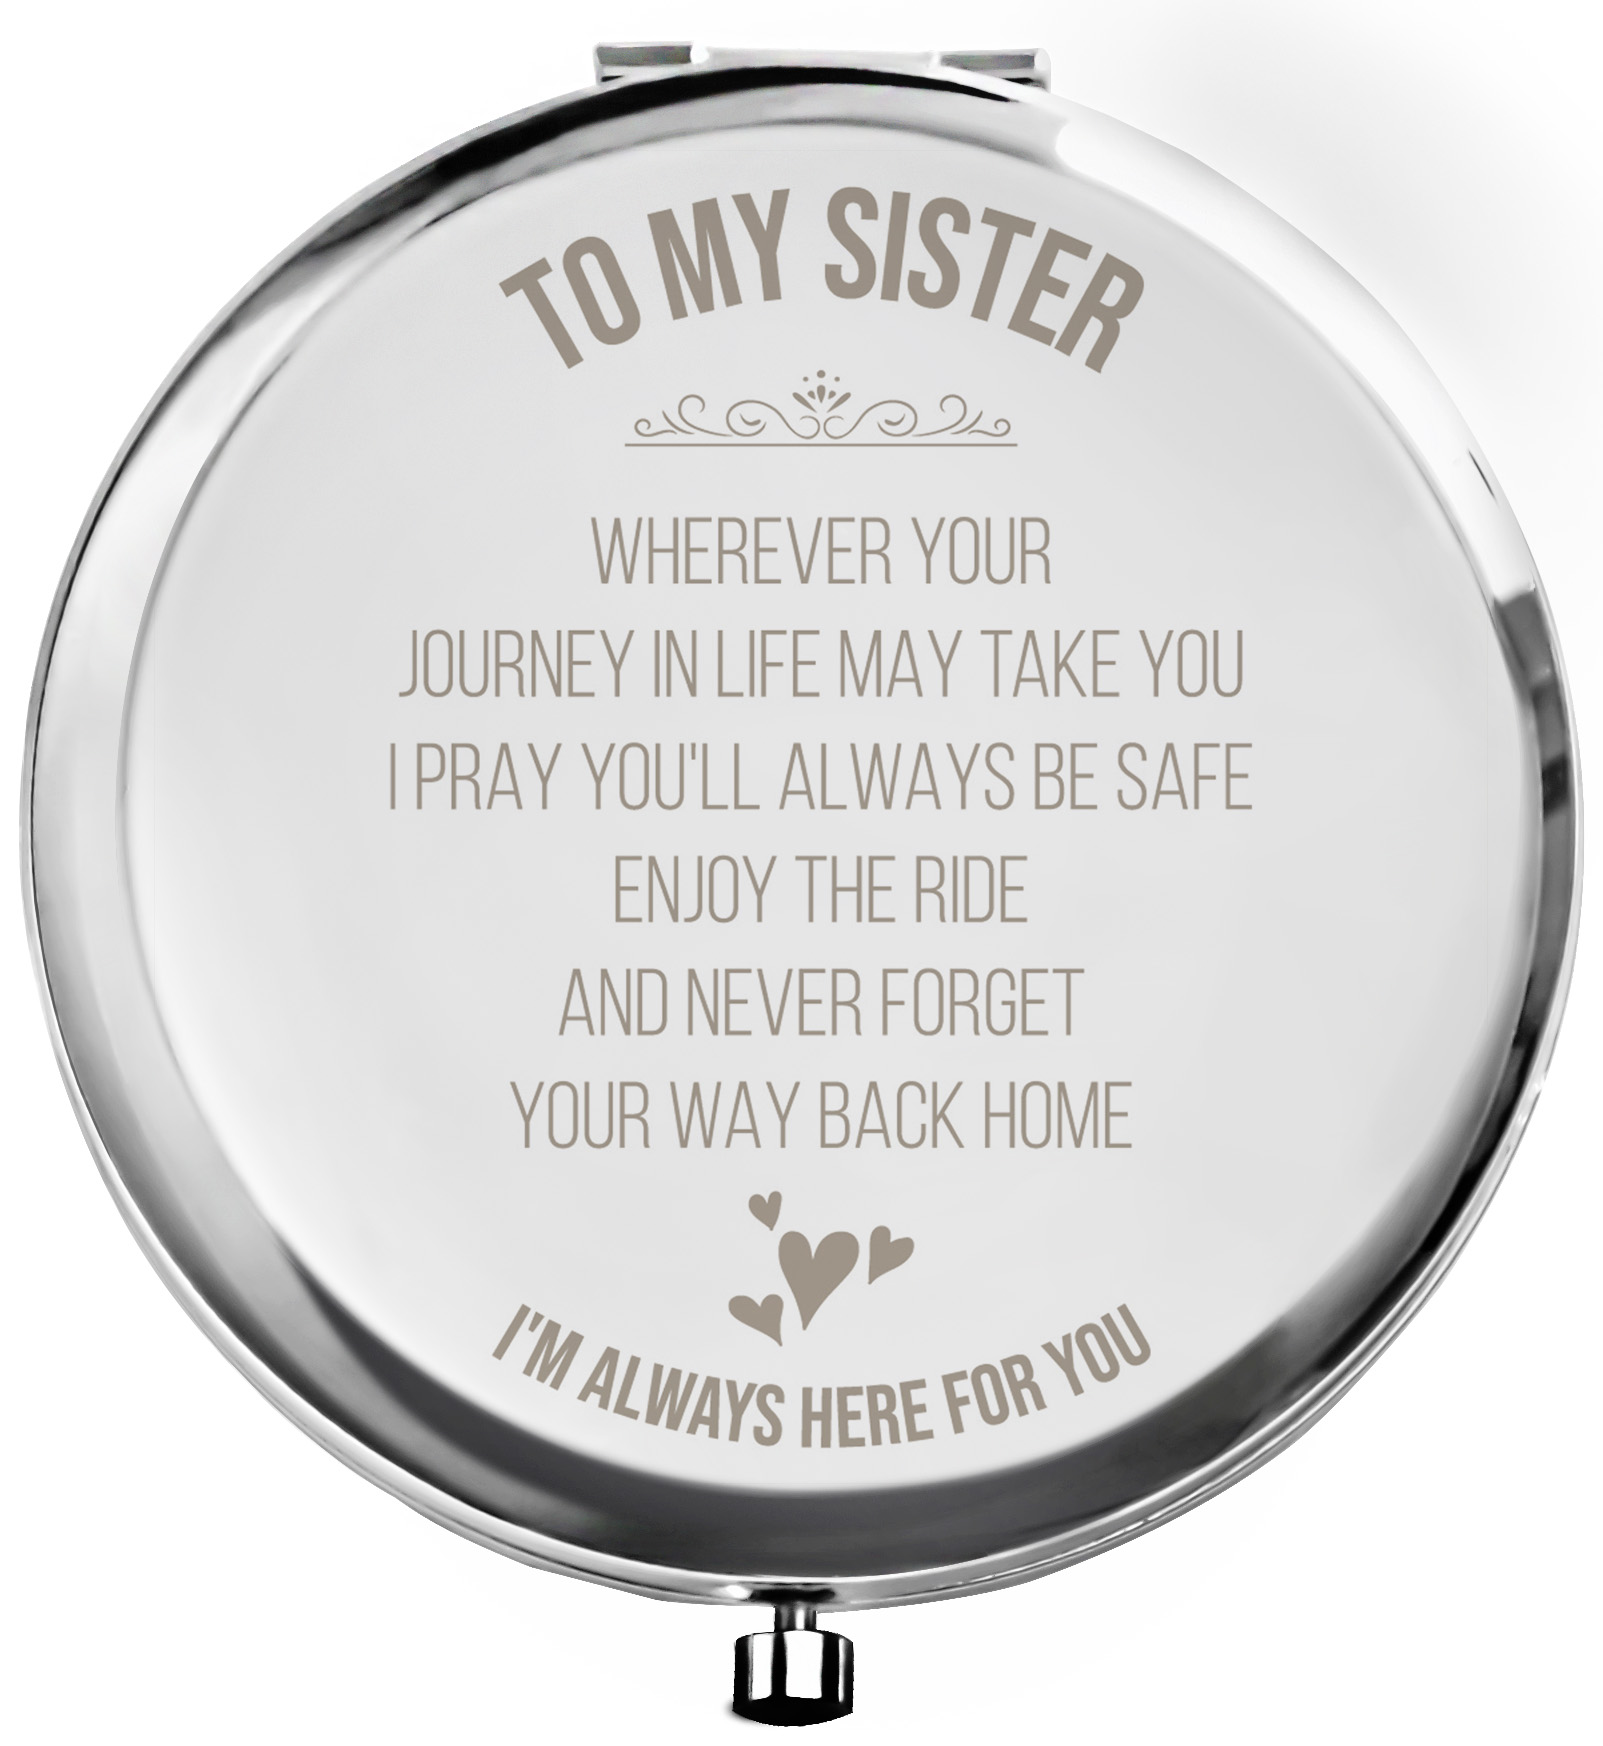 TO MY SISTER
WHEREVER YOUR
JOURNEY IN LIFE MAY TAKE YOU
I PRAY YOU'LL ALWAYS BE SAFE
ENJOY THE RIDE
AND NEVER FORGET
YOUR WAY BACK HOME
I'M ALWAYS HERE FOR YOU